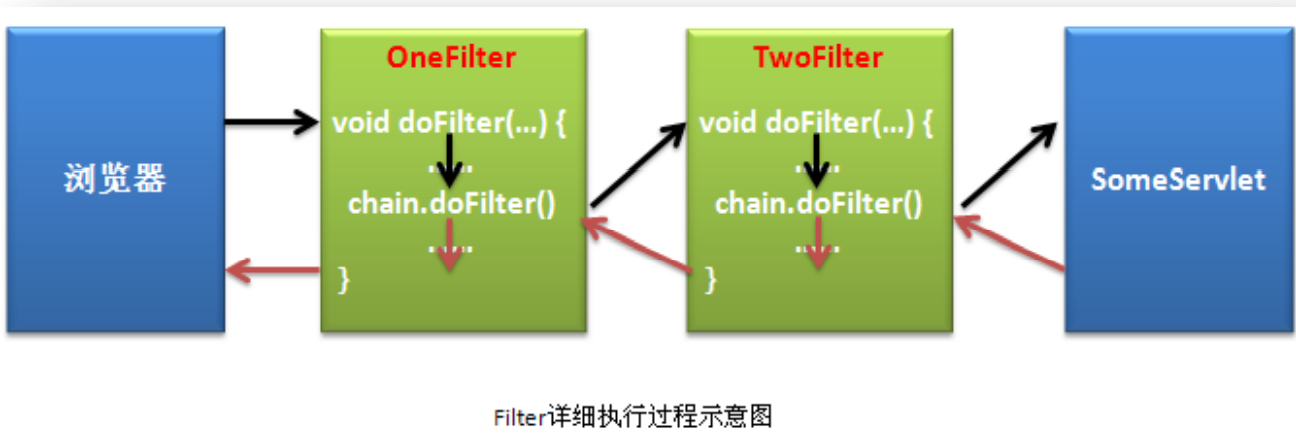 浏览器
OneFilter
void doFilter(...) {
......
chain.doFilter()
......
}
TwoFilter
void doFilter(...) {
......
chain.doFilter()
......
}
SomeServlet
Filter详细执行过程示意图